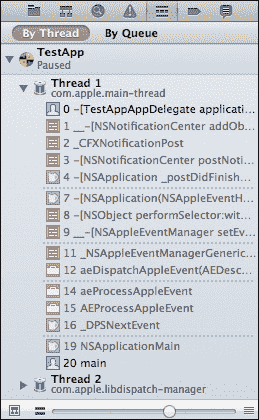 By Thread By Queue
TestApp
Paused
Thread 1
com.apple.main-thread
0 -[TestAppAppDelegate applicati...
1 __-[NSNotificationCenter addOb...
2 _CFXNotificationPost
3 -[NSNotificationCenter postNoti...
4 -[NSApplication _postDidFinish...
7 -[NSApplication(NSAppleEventH...
8 -[NSObject performSelector:wit...
9 __-[NSAppleEventManager setEv...
11 _NSAppleEventManagerGeneric...
12 aeDispatchAppleEvent(AEDesc...
14 aeProcessAppleEvent
15 AEProcessAppleEvent
16 _DPSNextEvent
19 NSApplicationMain
20 main
Thread 2
com.apple.libdispatch-manager